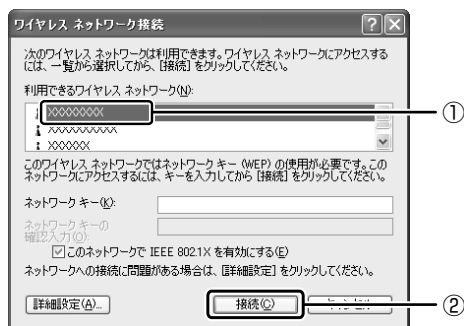 ワイヤレス ネットワーク接続
次のワイヤレス ネットワークは利用できます。ワイヤレス ネットワークにアクセスする
には、一覧から選択してから、[接続] をクリックしてください。
利用できるワイヤレス ネットワーク(N):
XXXXXXXX
①
XXXXXXXXXX
XXXXXX
このワイヤレス ネットワークではネットワーク キー (WEP) の使用が必要です。この
ネットワークにアクセスするには、キーを入力してから [接続] をクリックしてください。
ネットワーク キー(K):
ネットワーク キーの
確認入力(O):
このネットワークで IEEE 802.1X を有効にする(E)
ネットワークへの接続に問題がある場合は、[詳細設定] をクリックしてください。
詳細設定(A)...
接続(C)
②